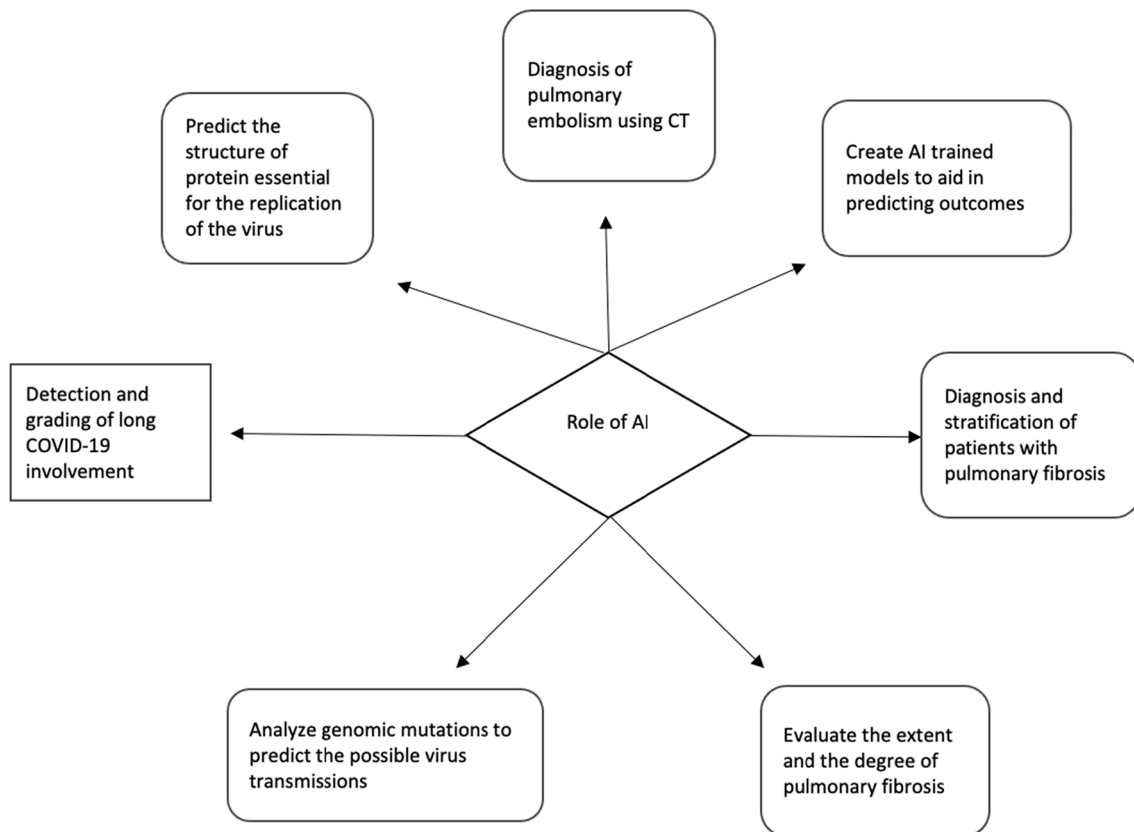 Diagnosis of
pulmonary
embolism using CT
Predict the
structure of
protein essential
for the replication
of the virus
Create AI trained
models to aid in
predicting outcomes
Detection and
grading of long
COVID-19
involvement
Role of AI
Diagnosis and
stratification of
patients with
pulmonary fibrosis
Analyze genomic mutations to
predict the possible virus
transmissions
Evaluate the extent
and the degree of
pulmonary fibrosis